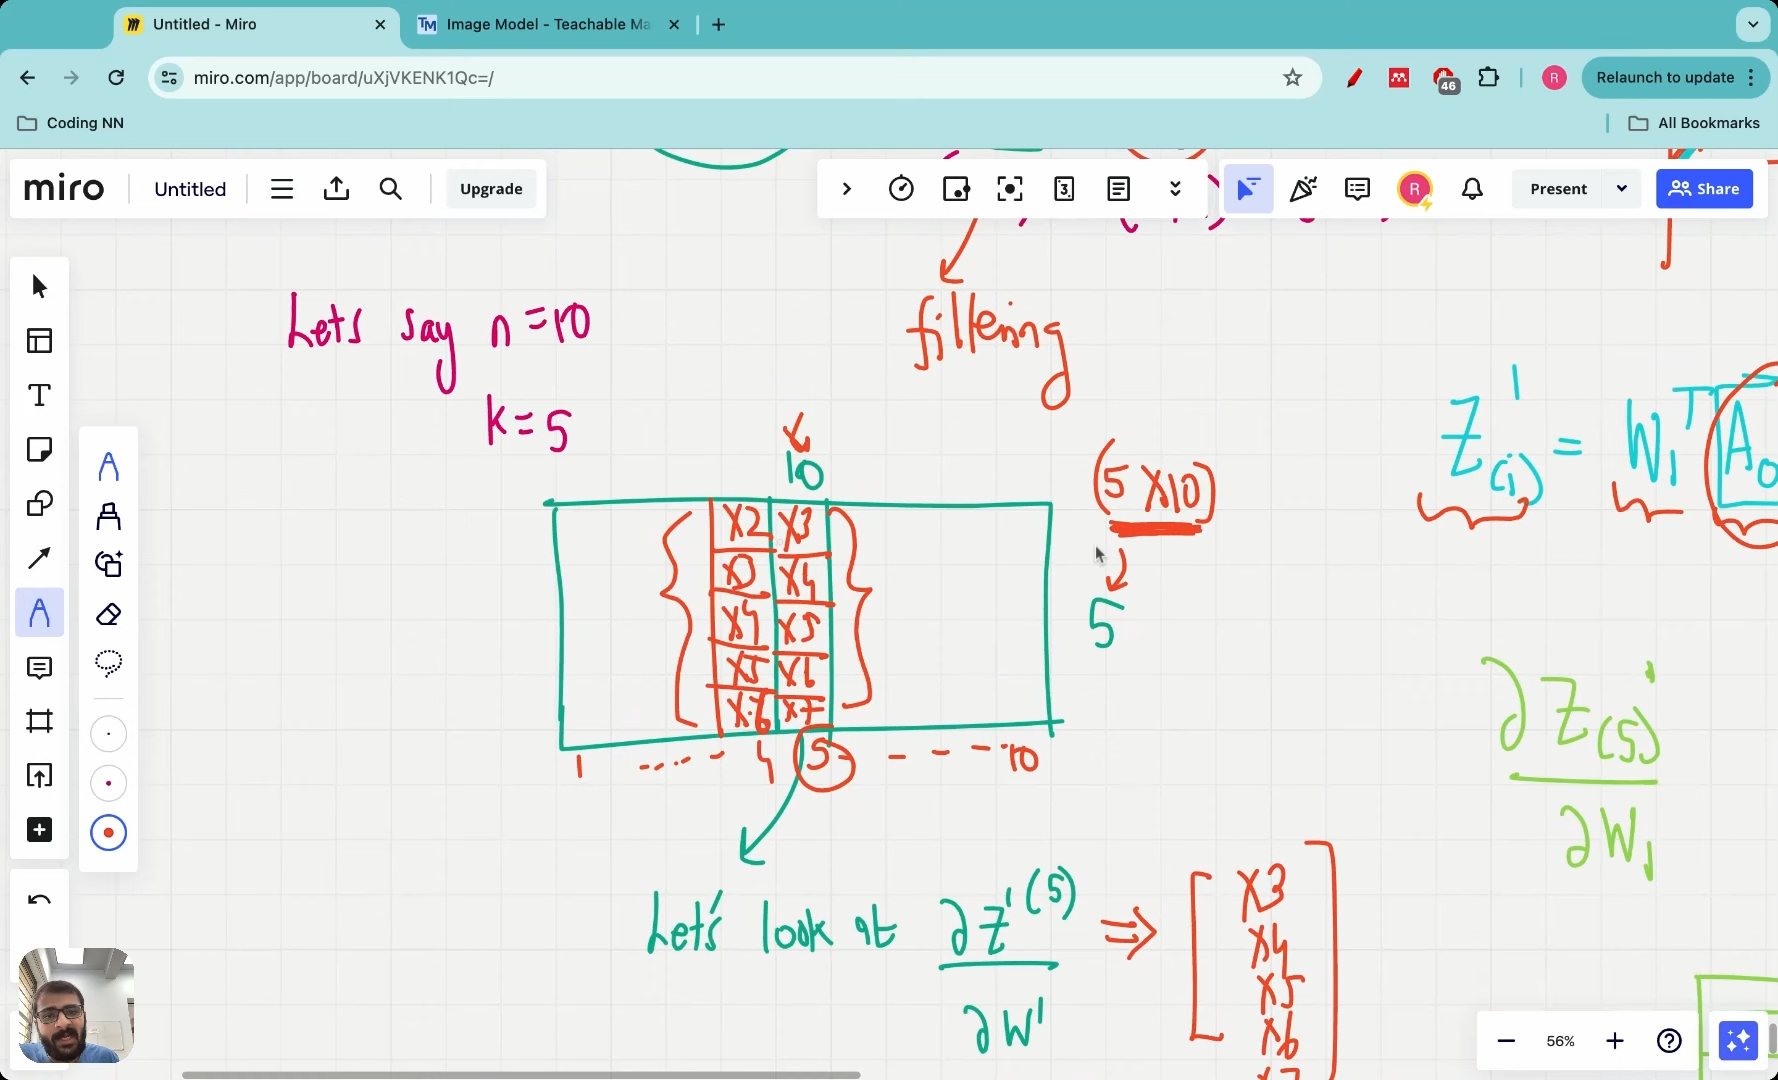 Untitled - Miro
Image Model - Teachable Ma
miro.com/app/board/uXjVKENK1Qc=/
46
R
Relaunch to update
Coding NN
All Bookmarks
miro
Untitled
Upgrade
3
R
Present
Share
Lets say n=10
k=5
filtering
10
(5 X10)
5
X2 X3
X3 X4
X4 X5
X5 X6
X6 X7
1 ..... - 4 5 - - - 10
Z(i)' = W1ᵀ A0
∂Z(5)'
∂W1
Let's look at ∂Z'(5) ⇒
∂W'
X3
X4
X5
X6
X7
T
56%